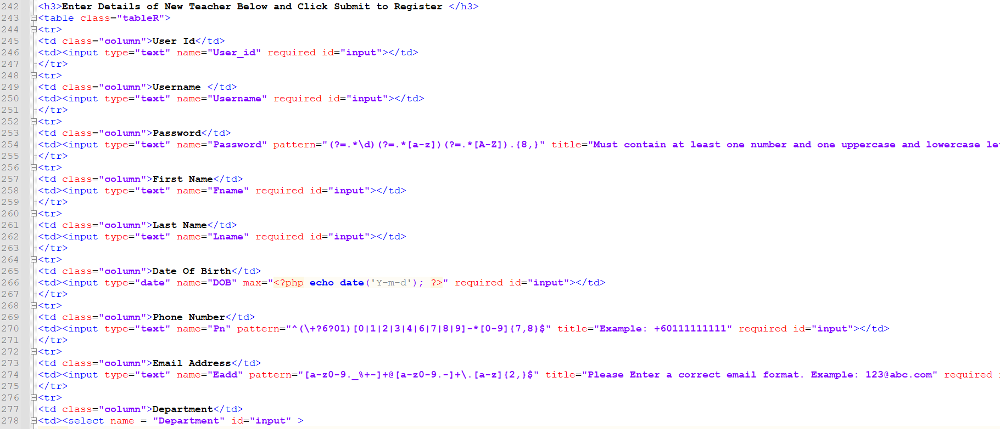 242 <h3>Enter Details of New Teacher Below and Click Submit to Register </h3>
243 <table class="tableR">
244 <tr>
245 <td class="column">User Id</td>
246 <td><input type="text" name="User_id" required id="input"></td>
247 </tr>
248 <tr>
249 <td class="column">Username </td>
250 <td><input type="text" name="Username" required id="input"></td>
251 </tr>
252 <tr>
253 <td class="column">Password</td>
254 <td><input type="text" name="Password" pattern="(?=.*\d)(?=.*[a-z])(?=.*[A-Z]).{8,}" title="Must contain at least one number and one uppercase and lowercase le
255 </tr>
256 <tr>
257 <td class="column">First Name</td>
258 <td><input type="text" name="Fname" required id="input"></td>
259 </tr>
260 <tr>
261 <td class="column">Last Name</td>
262 <td><input type="text" name="Lname" required id="input"></td>
263 </tr>
264 <tr>
265 <td class="column">Date Of Birth</td>
266 <td><input type="date" name="DOB" max="<?php echo date('Y-m-d'); ?>" required id="input"></td>
267 </tr>
268 <tr>
269 <td class="column">Phone Number</td>
270 <td><input type="text" name="Pn" pattern="^(\+?6?01)[0|1|2|3|4|6|7|8|9]-*[0-9]{7,8}$" title="Example: +60111111111" required id="input"></td>
271 </tr>
272 <tr>
273 <td class="column">Email Address</td>
274 <td><input type="text" name="Eadd" pattern="[a-z0-9._%+-]+@[a-z0-9.-]+\.[a-z]{2,}$" title="Please Enter a correct email format. Example: 123@abc.com" required
275 </tr>
276 <tr>
277 <td class="column">Department</td>
278 <td><select name = "Department" id="input" >